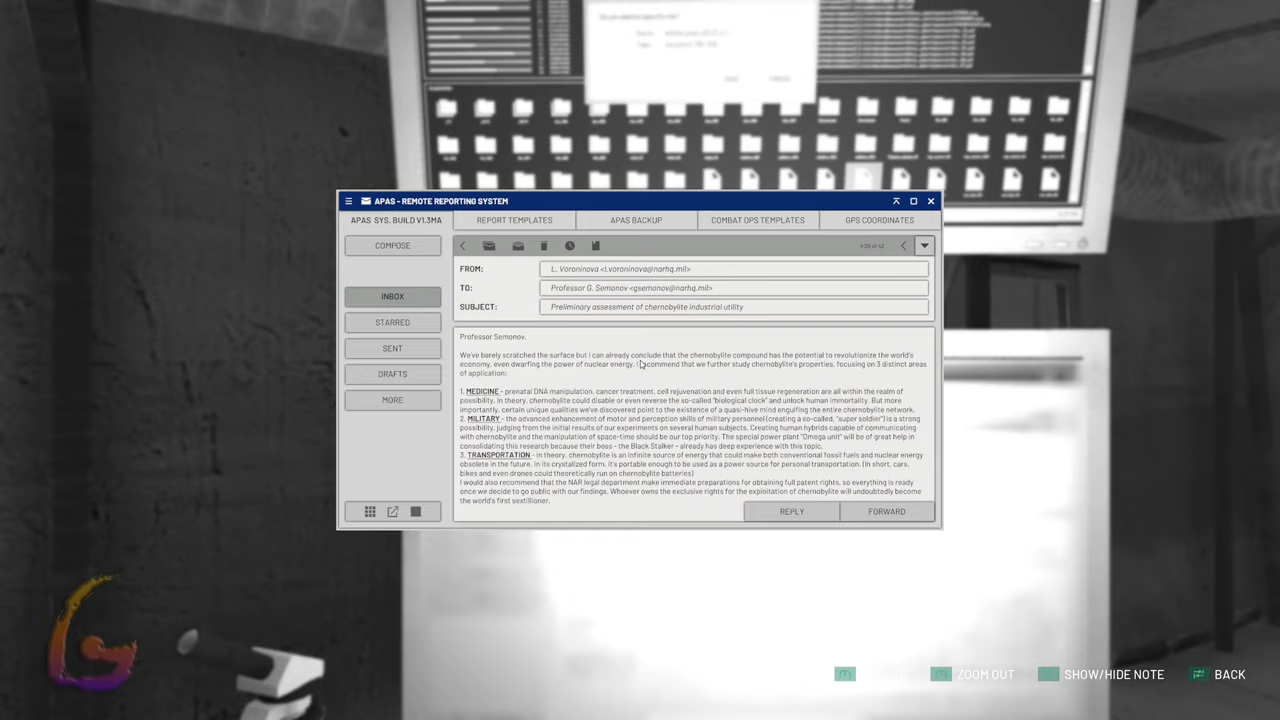 APAS - REMOTE REPORTING SYSTEM
APAS SYS. BUILD V1.3MA
REPORT TEMPLATES
APAS BACKUP
COMBAT OPS TEMPLATES
GPS COORDINATES
COMPOSE
INBOX
STARRED
SENT
DRAFTS
MORE
FROM:
L. Voroninova <l.voroninova@narhq.mil>
TO:
Professor G. Semonov <gsemonov@narhq.mil>
SUBJECT:
Preliminary assessment of chernobylite industrial utility
Professor Semonov.
We've barely scratched the surface but I can already conclude that the chernobylite compound has the potential to revolutionize the world's
economy, even dwarfing the power of nuclear energy. I recommend that we further study chernobylite's properties, focusing on 3 distinct areas
of application:
1. MEDICINE - prenatal DNA manipulation. cancer treatment. cell rejuvenation and even full tissue regeneration are all within the realm of
possibility. In theory, chernobylite could disable or even reverse the so-called "biological clock" and unlock human immortality. But more
importantly, certain unique qualities we've discovered point to the existence of a quasi-hive mind engulfing the entire chernobylite network.
2. MILITARY - the advanced enhancement of motor and perception skills of military personnel (creating a so-called, "super soldier") is a strong
possibility, judging from the initial results of our experiments on several human subjects. Creating human hybrids capable of communicating
with chernobylite and the manipulation of space-time should be our top priority. The special power plant "Omega unit" will be of great help in
consolidating this research because their boss - the Black Stalker - already has deep experience with this topic.
3. TRANSPORTATION - In theory, chernobylite is an infinite source of energy that could make both conventional fossil fuels and nuclear energy
obsolete in the future. In its crystalized form, it's portable enough to be used as a power source for personal transportation. (In short, cars,
bikes and even drones could theoretically run on chernobylite batteries)
I would also recommend that the NAR legal department make immediate preparations for obtaining full patent rights, so everything is ready
once we decide to go public with our findings. Whoever owns the exclusive rights for the exploitation of chernobylite will undoubtedly become
the world's first sextillioner.
REPLY
FORWARD
ZOOM OUT
SHOW/HIDE NOTE
BACK